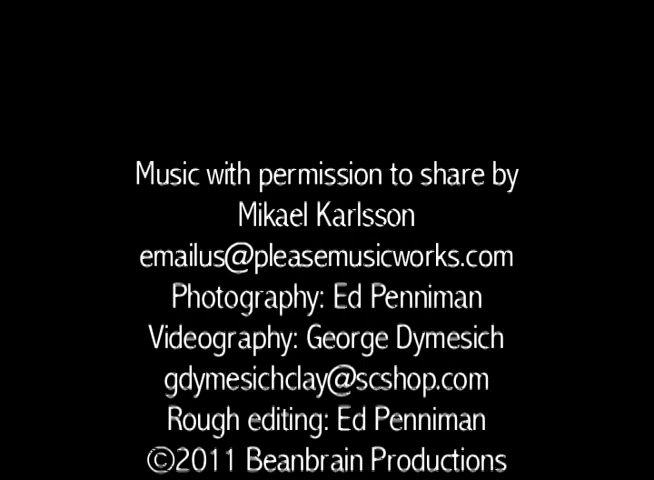 Music with permission to share by
Mikael Karlsson
emailus@pleasemusicworks.com
Photography: Ed Penniman
Videography: George Dymesich
gdymesichclay@scshop.com
Rough editing: Ed Penniman
©2011 Beanbrain Productions